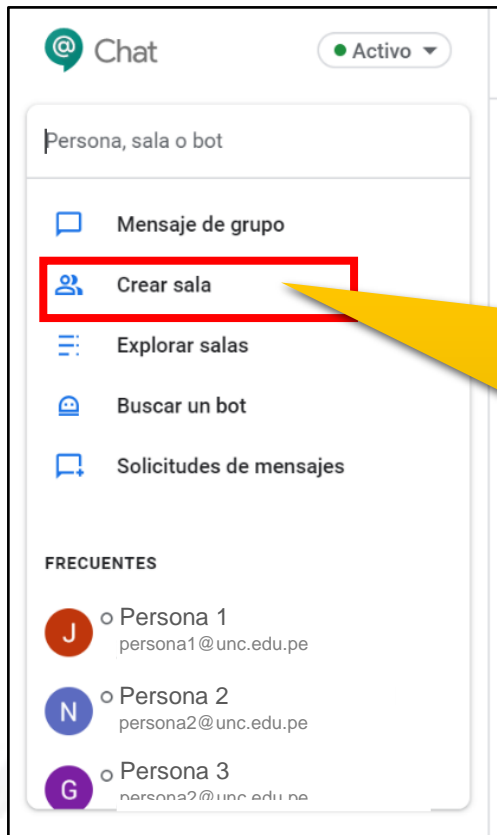 @ Chat
Activo
Persona, sala o bot
Mensaje de grupo
Crear sala
Explorar salas
Buscar un bot
Solicitudes de mensajes
FRECUENTES
J Persona 1
persona1@unc.edu.pe
N Persona 2
persona2@unc.edu.pe
G Persona 3
persona2@unc.edu.pe